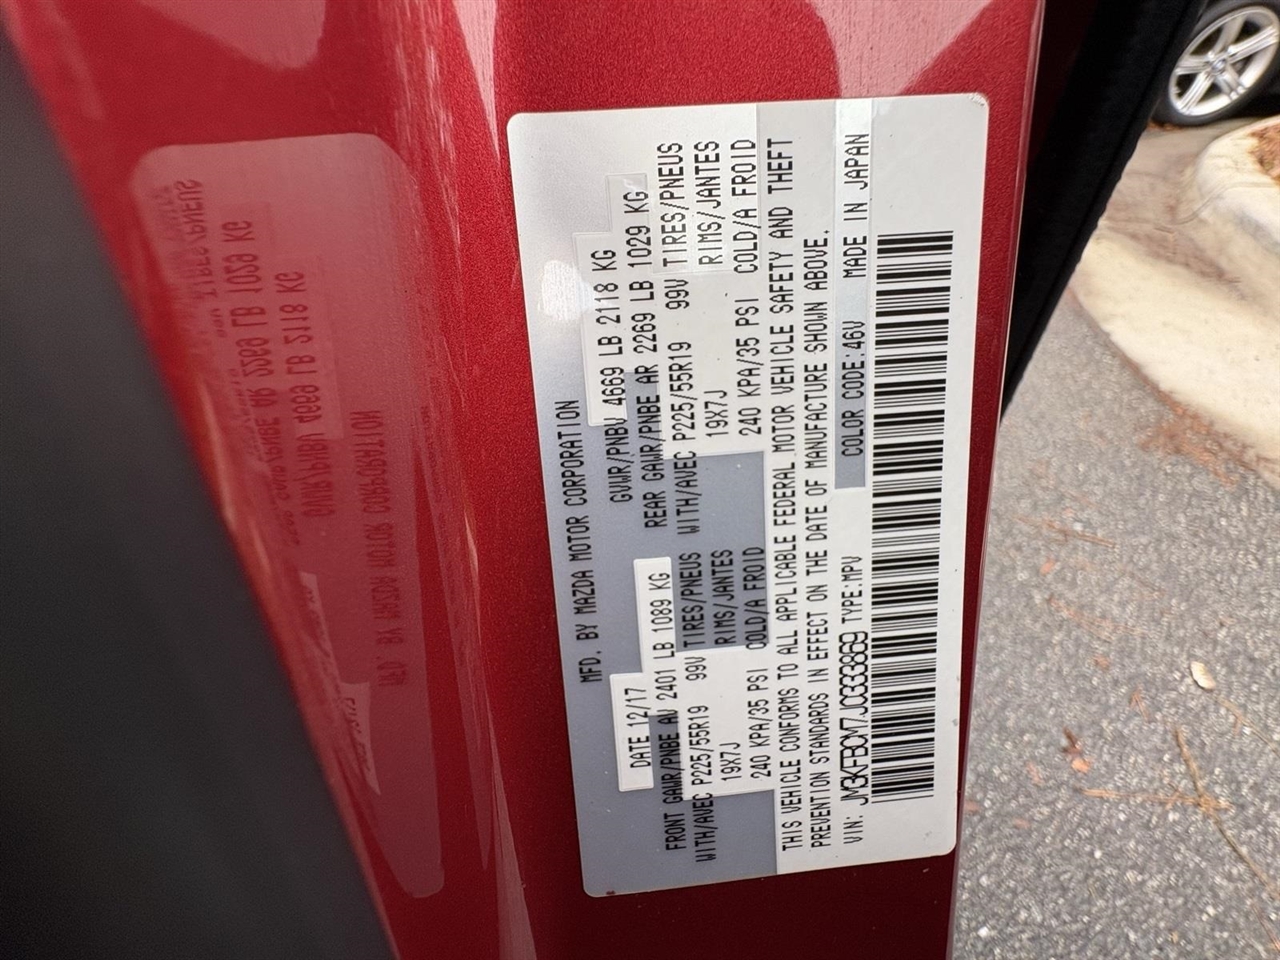 MFD. BY MAZDA MOTOR CORPORATION
DATE 12/17 GVWR/PNBV 4669 LB 2118 KG
FRONT GAWR/PNBE AV 2401 LB 1089 KG REAR GAWR/PNBE AR 2269 LB 1029 KG
WITH/AVEC P225/55R19 99V TIRES/PNEUS WITH/AVEC P225/55R19 99V TIRES/PNEUS
19X7J RIMS/JANTES 19X7J RIMS/JANTES
240 KPA/35 PSI COLD/A FROID 240 KPA/35 PSI COLD/A FROID
THIS VEHICLE CONFORMS TO ALL APPLICABLE FEDERAL MOTOR VEHICLE SAFETY AND THEFT
PREVENTION STANDARDS IN EFFECT ON THE DATE OF MANUFACTURE SHOWN ABOVE.
VIN: JM3KFBCM7J0333869 TYPE:MPV COLOR CODE:46V MADE IN JAPAN